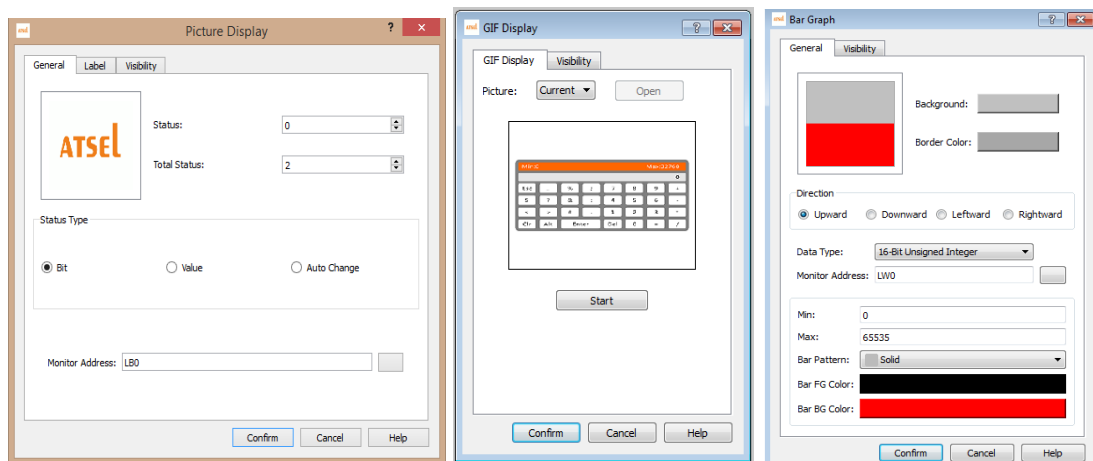 Picture Display
?
General Label Visibility
ATSEL
Status: 0
Total Status: 2
Status Type
Bit Value Auto Change
Monitor Address: LB0
Confirm Cancel Help
GIF Display
?
GIF Display Visibility
Picture: Current Open
Start
Confirm Cancel Help
Bar Graph
?
General Visibility
Background:
Border Color:
Direction
Upward Downward Leftward Rightward
Data Type: 16-Bit Unsigned Integer
Monitor Address: LW0
Min: 0
Max: 65535
Bar Pattern: Solid
Bar FG Color:
Bar BG Color:
Confirm Cancel Help